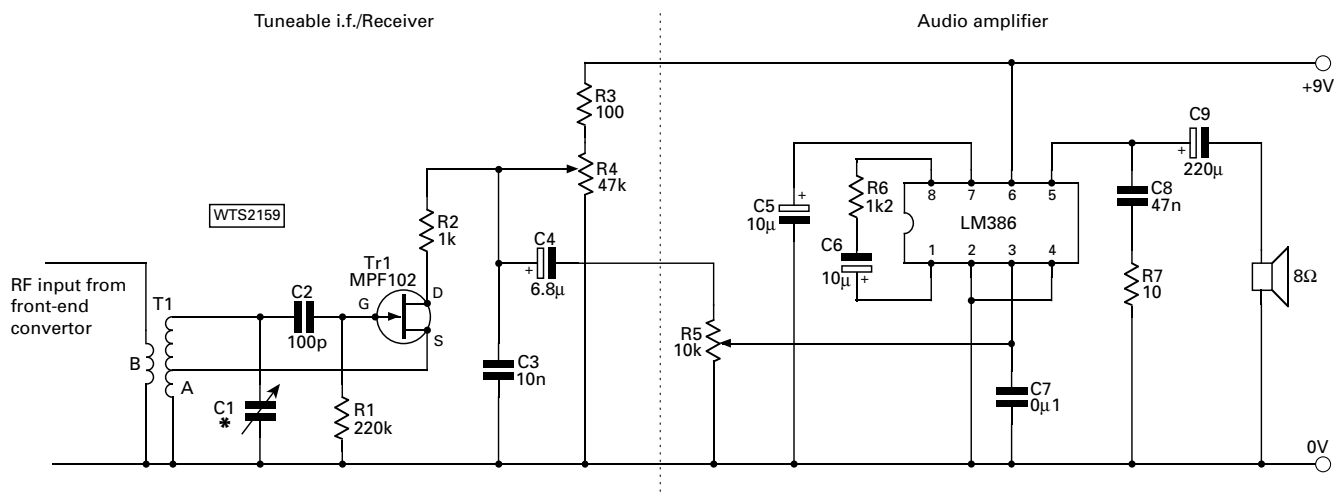 Tuneable i.f./Receiver
Audio amplifier
+9V
R3
100
R4
47k
C9
+
220µ
WTS2159
R2
1k
C4
+
6.8µ
C5
10µ
+
R6
1k2
C6
10µ
+
8
7
6
5
LM386
1
2
3
4
C8
47n
R7
10
8Ω
RF input from
front-end
convertor
T1
B
A
C2
100p
Tr1
MPF102
G
D
S
R5
10k
C3
10n
C1
*
R1
220k
C7
0µ1
0V